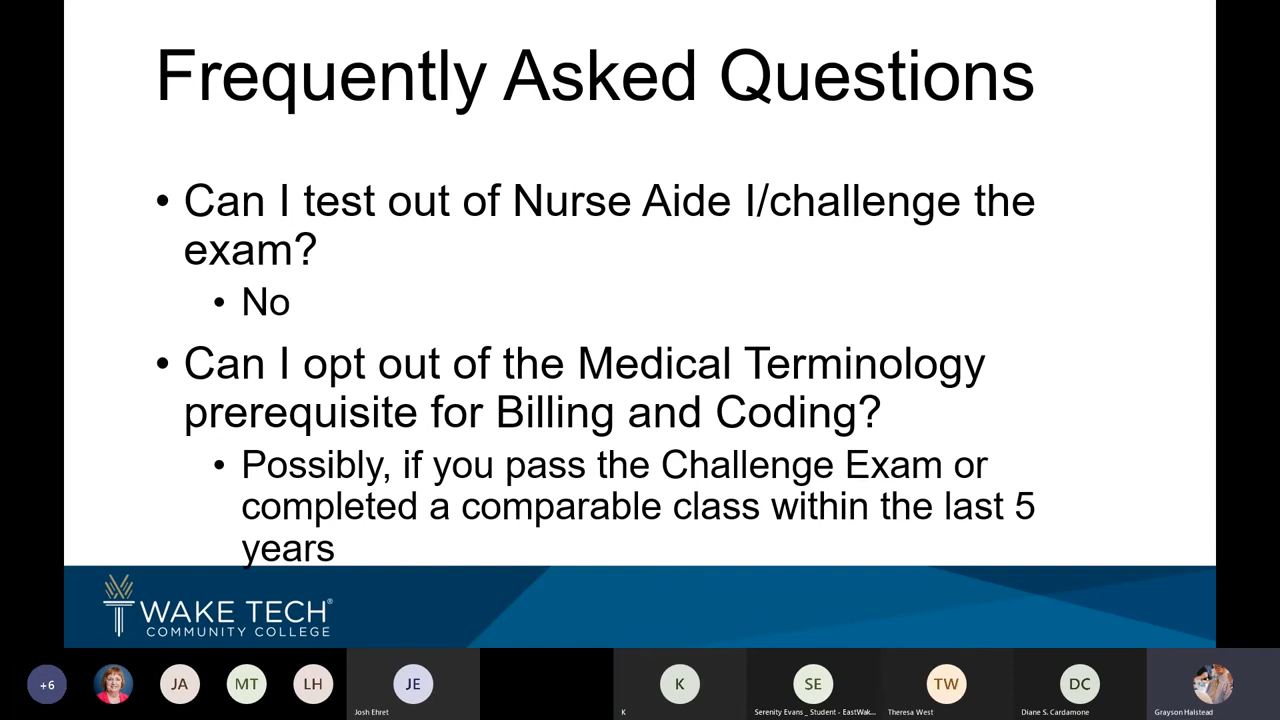 Frequently Asked Questions
• Can I test out of Nurse Aide I/challenge the
exam?
• No
• Can I opt out of the Medical Terminology
prerequisite for Billing and Coding?
• Possibly, if you pass the Challenge Exam or
completed a comparable class within the last 5
years
WAKE TECH®
COMMUNITY COLLEGE
+6 JA MT LH JE K SE TW DC
Josh Ehret K Serenity Evans _ Student - EastWak... Theresa West Diane S. Cardamone Grayson Halstead